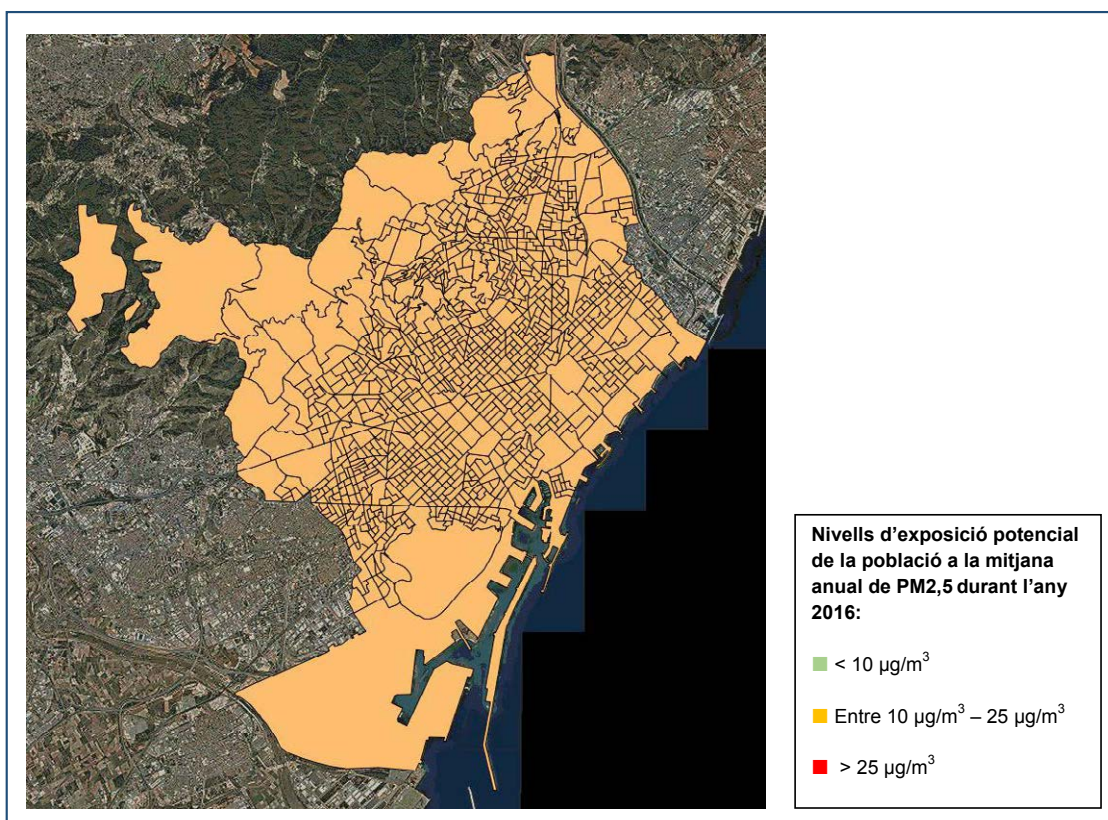 Nivells d'exposició potencial
de la població a la mitjana
anual de PM2,5 durant l'any
2016:
< 10 µg/m³
Entre 10 µg/m³ – 25 µg/m³
> 25 µg/m³